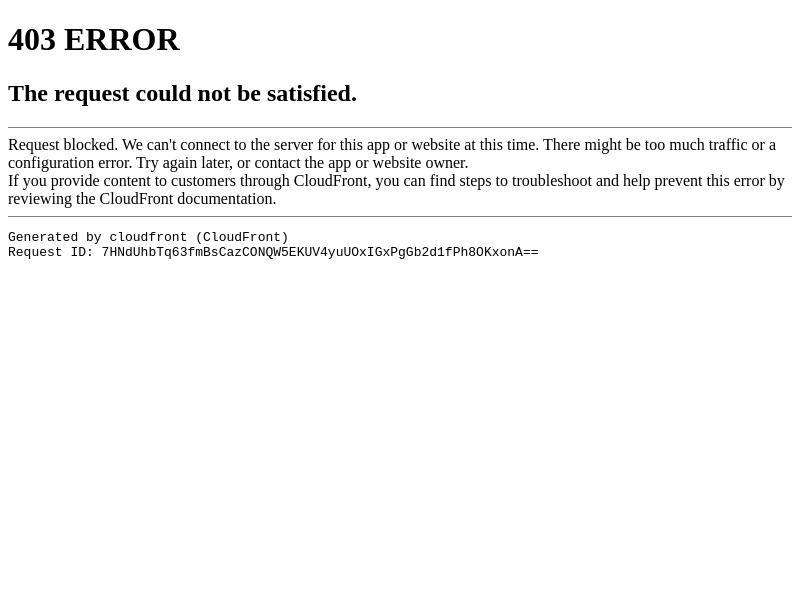 403 ERROR
The request could not be satisfied.
Request blocked. We can't connect to the server for this app or website at this time. There might be too much traffic or a
configuration error. Try again later, or contact the app or website owner.
If you provide content to customers through CloudFront, you can find steps to troubleshoot and help prevent this error by
reviewing the CloudFront documentation.
Generated by cloudfront (CloudFront)
Request ID: 7HNdUhbTq63fmBsCazCONQW5EKUV4yuUOxIGxPgGb2d1fPh8OKxonA==